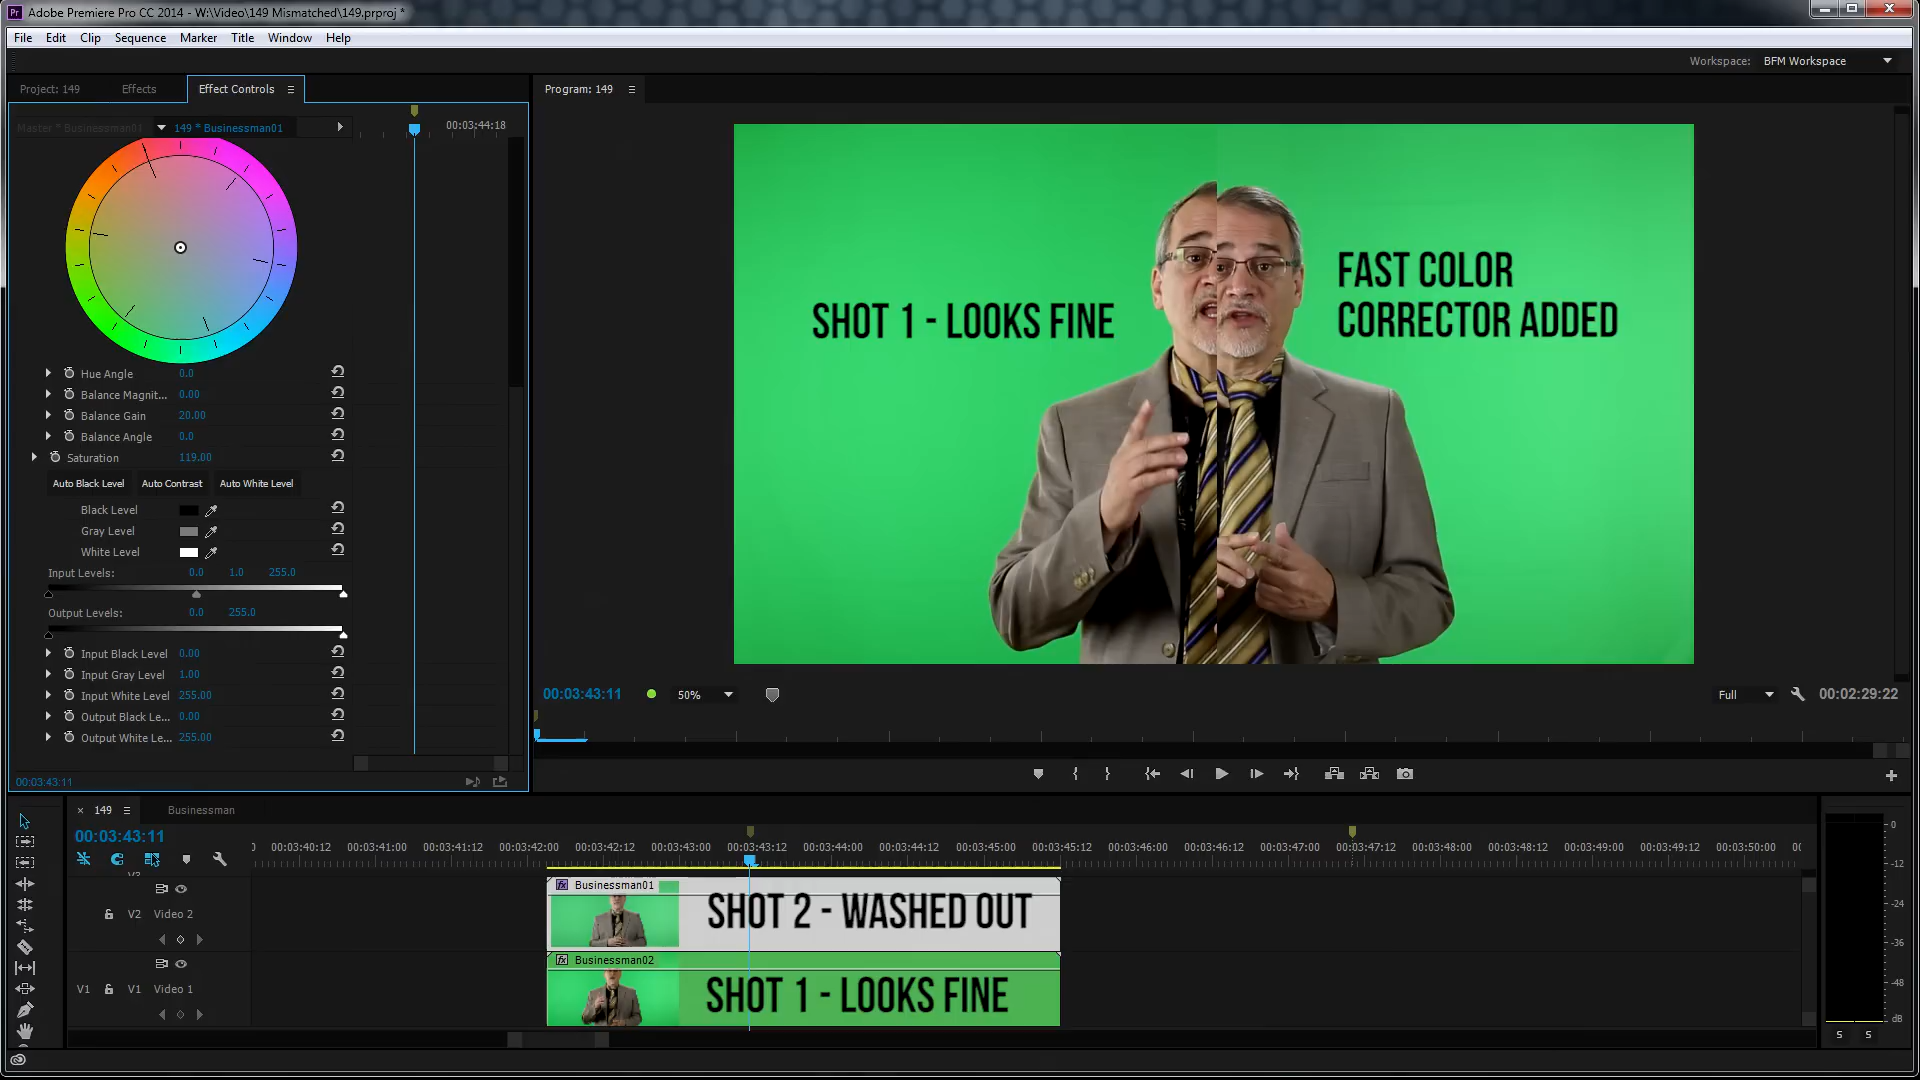 Adobe Premiere Pro CC 2014 - W:\Video\149 Mismatched\149.prproj *
File Edit Clip Sequence Marker Title Window Help
Workspace: BFM Workspace
Project: 149 Effects Effect Controls
Program: 149
Master * Businessman01 149 * Businessman01
00:03:44:18
Hue Angle 0.0
Balance Magnit... 0.00
Balance Gain 20.00
Balance Angle 0.0
Saturation 119.00
Auto Black Level Auto Contrast Auto White Level
Black Level
Gray Level
White Level
Input Levels: 0.0 1.0 255.0
Output Levels: 0.0 255.0
Input Black Level 0.00
Input Gray Level 1.00
Input White Level 255.00
Output Black Le... 0.00
Output White Le... 255.00
00:03:43:11
SHOT 1 - LOOKS FINE
FAST COLOR
CORRECTOR ADDED
00:03:43:11 50% Full 00:02:29:22
149 Businessman
00:03:43:11
00:03:40:12 00:03:41:00 00:03:41:12 00:03:42:00 00:03:42:12 00:03:43:00 00:03:43:12 00:03:44:00 00:03:44:12 00:03:45:00 00:03:45:12 00:03:46:00 00:03:46:12 00:03:47:00 00:03:47:12 00:03:48:00 00:03:48:12 00:03:49:00 00:03:49:12 00:03:50:00
Businessman01
V2 Video 2
SHOT 2 - WASHED OUT
Businessman02
V1 V1 Video 1
SHOT 1 - LOOKS FINE
0
-12
-24
-36
-48
dB
S S